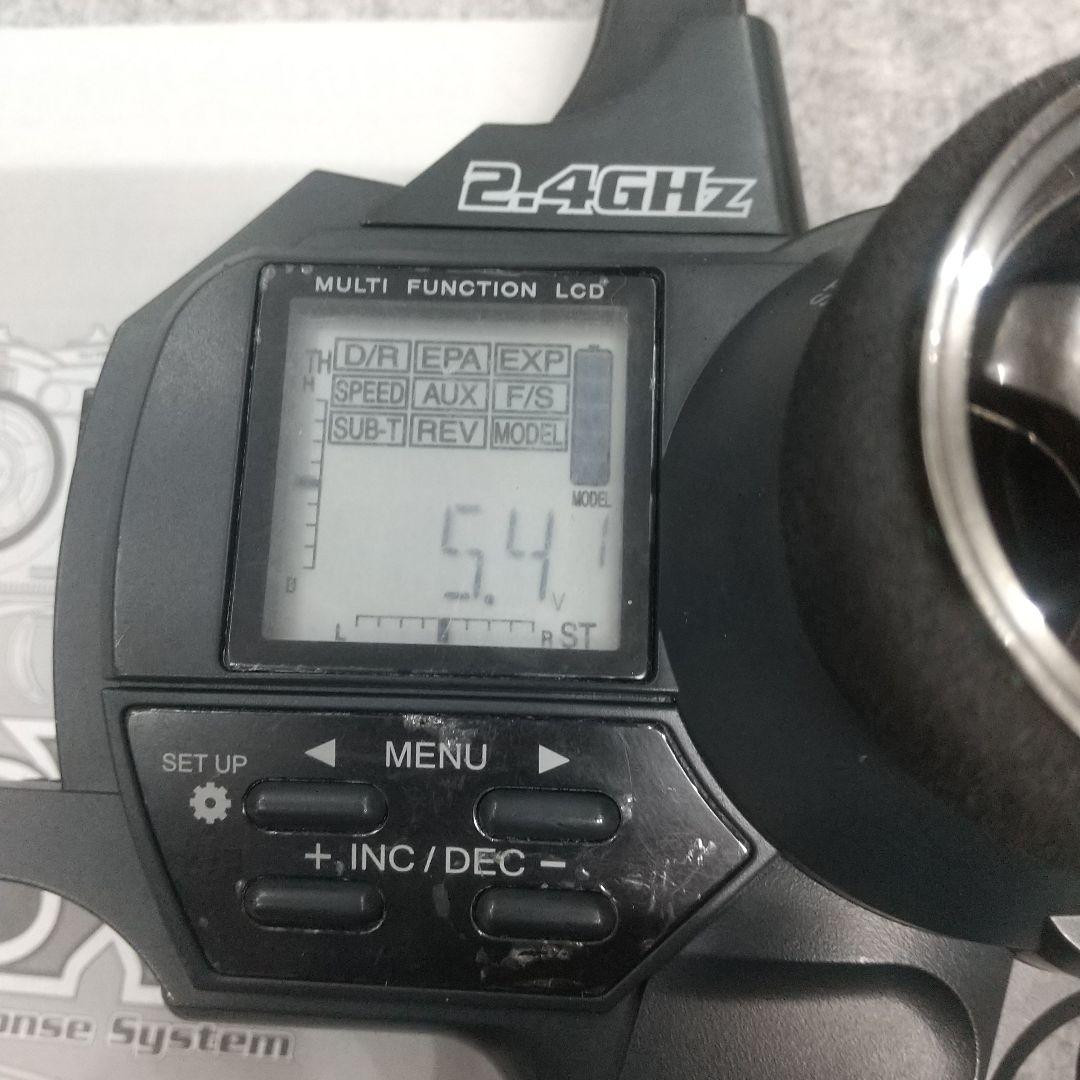 2.4GHz
MULTI FUNCTION LCD
TH D/R EPA EXP
H
SPEED AUX F/S
SUB-T REV MODEL
MODEL
5.4 V 1
B
L R ST
SET UP ◀ MENU ▶
+ INC / DEC −
onse System